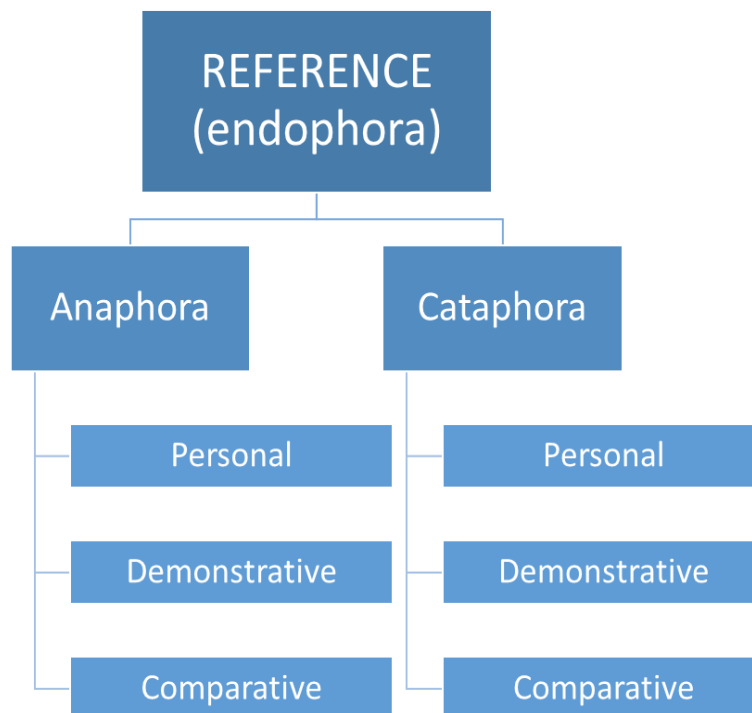 REFERENCE
(endophora)
Anaphora
Personal
Demonstrative
Comparative
Cataphora
Personal
Demonstrative
Comparative